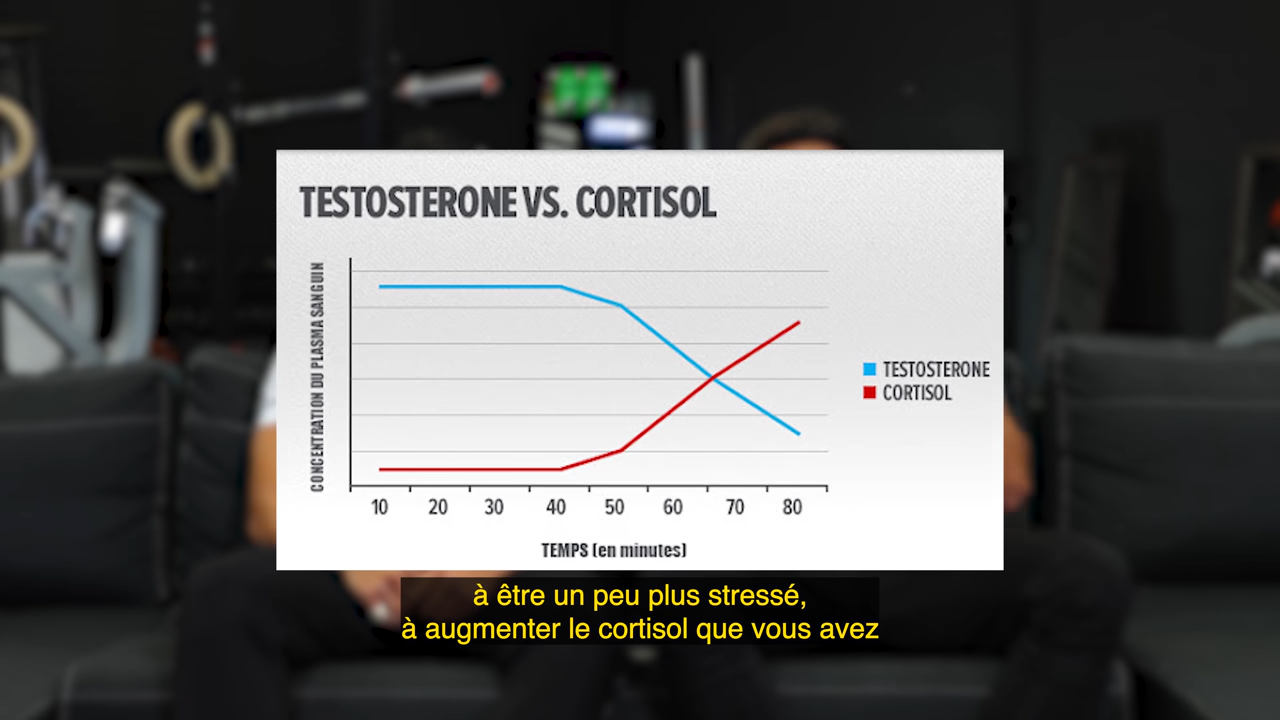 TESTOSTERONE VS. CORTISOL
CONCENTRATION DU PLASMA SANGUIN
TESTOSTERONE
CORTISOL
10 20 30 40 50 60 70 80
TEMPS (en minutes)
à être un peu plus stressé,
à augmenter le cortisol que vous avez